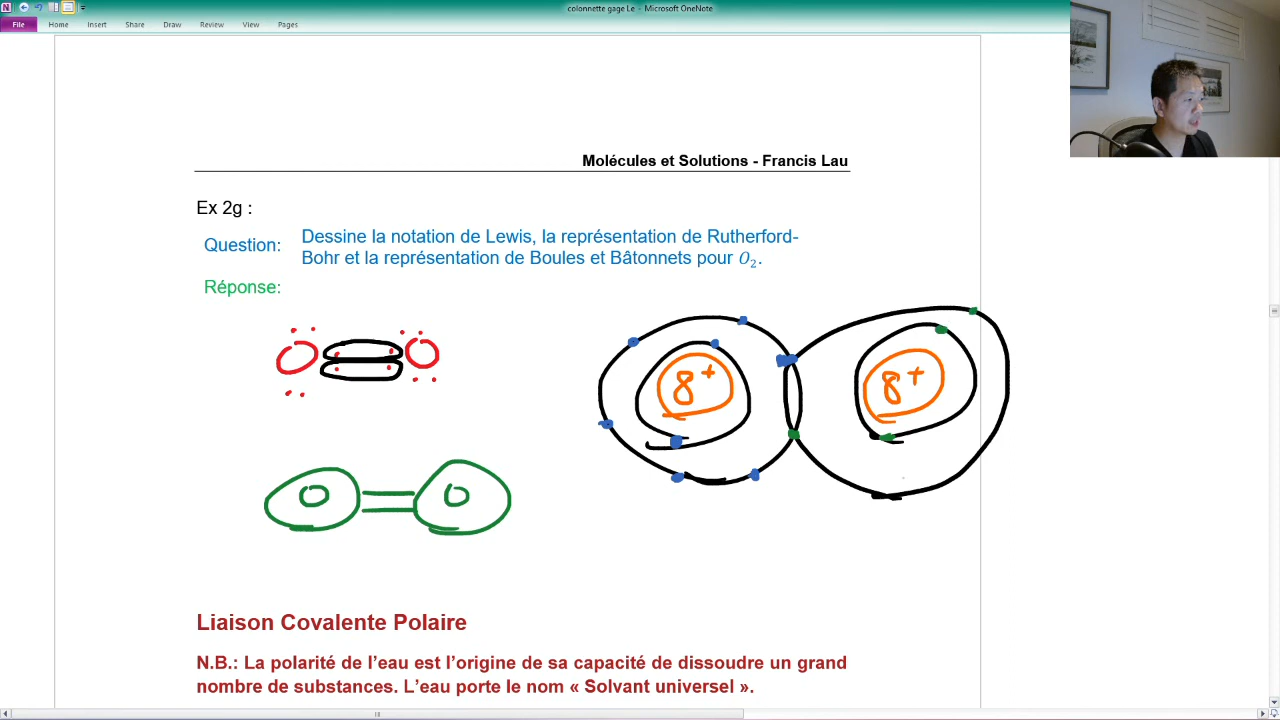 colonnette gage Le - Microsoft OneNote
File Home Insert Share Draw Review View Pages
Molécules et Solutions - Francis Lau
Ex 2g :
Question: Dessine la notation de Lewis, la représentation de Rutherford-
Bohr et la représentation de Boules et Bâtonnets pour O₂.
Réponse:
O O
8+ 8+
O O
Liaison Covalente Polaire
N.B.: La polarité de l'eau est l'origine de sa capacité de dissoudre un grand
nombre de substances. L'eau porte le nom « Solvant universel ».